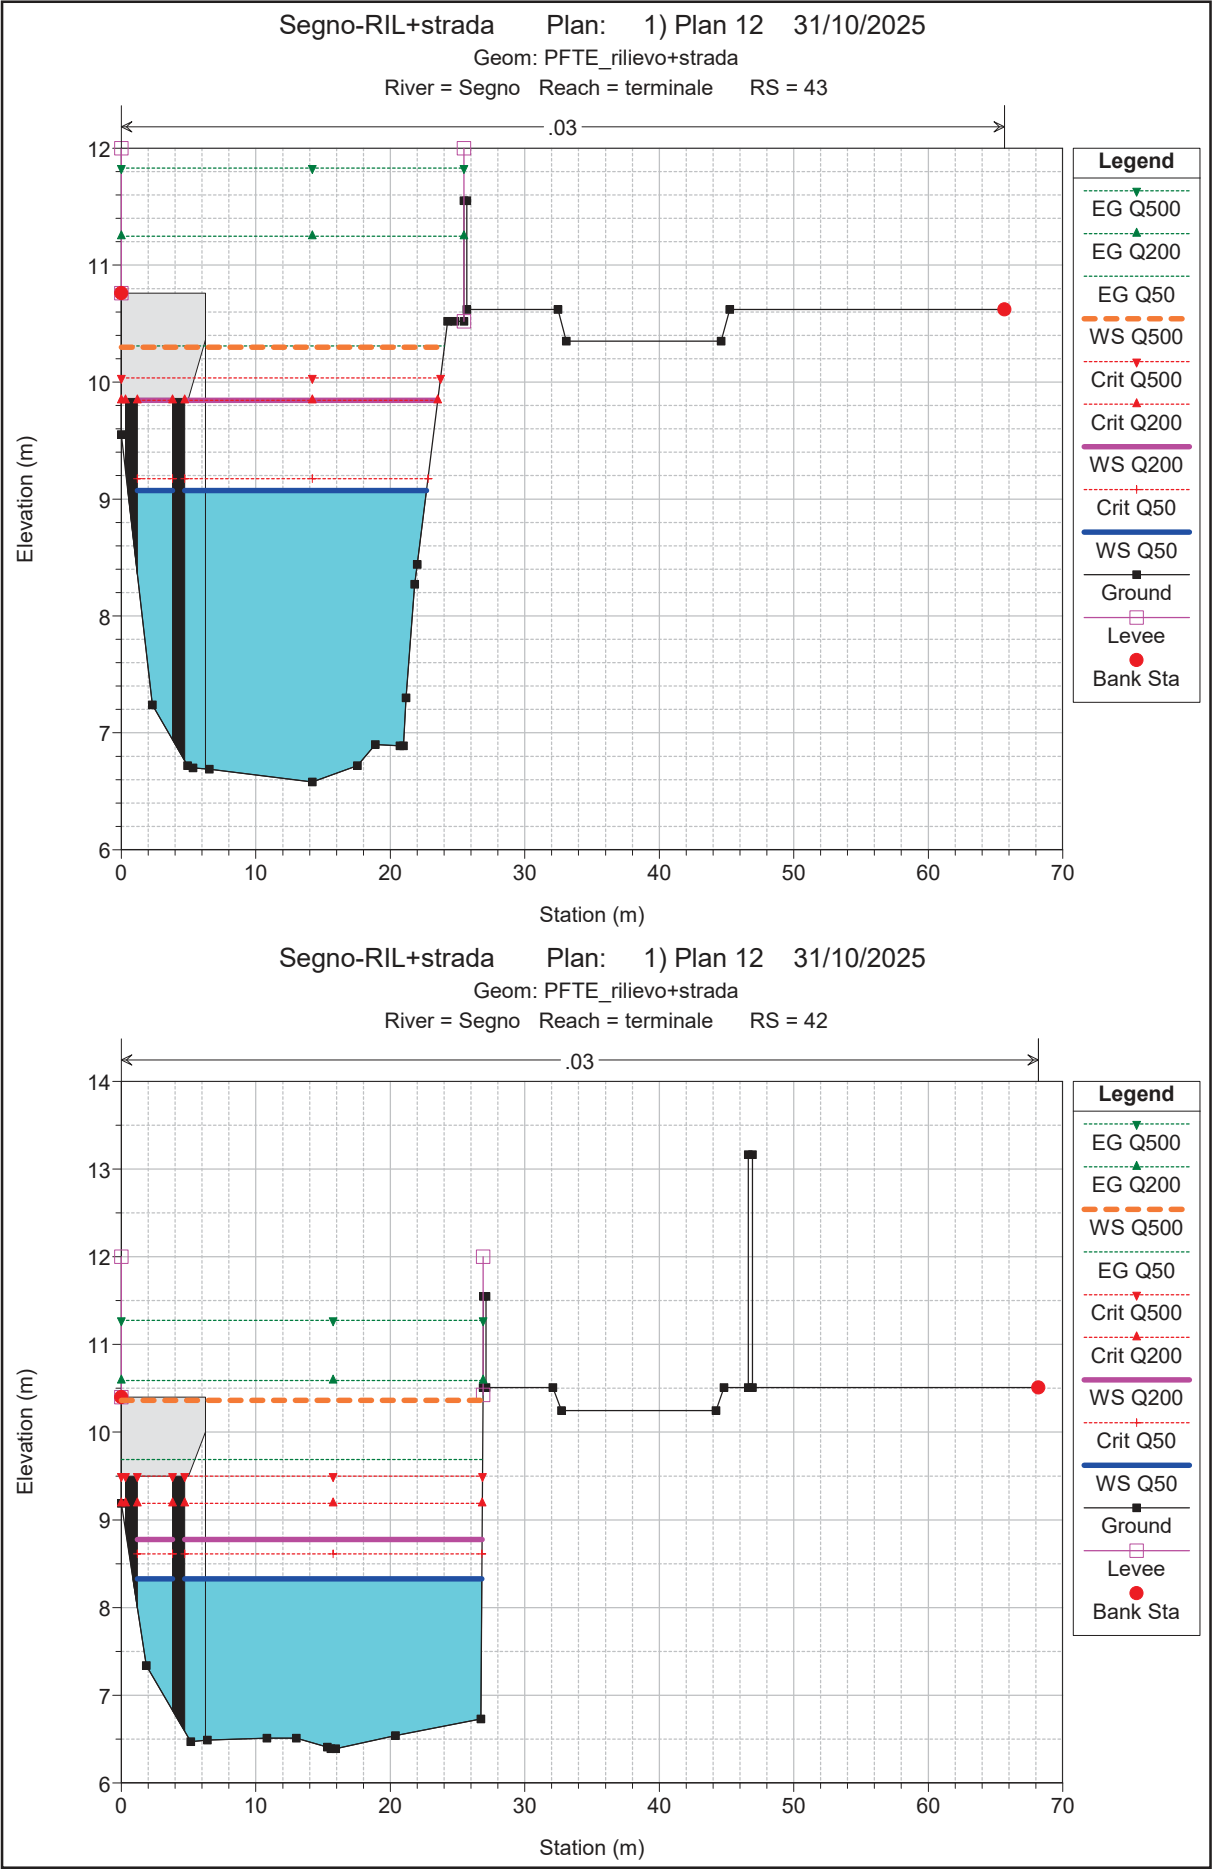 Segno-RIL+strada Plan: 1) Plan 12 31/10/2025
Geom: PFTE_rilievo+strada
River = Segno Reach = terminale RS = 43
.03
12
11
10
9
8
7
6
Elevation (m)
0 10 20 30 40 50 60 70
Station (m)
Legend
EG Q500
EG Q200
EG Q50
WS Q500
Crit Q500
Crit Q200
WS Q200
Crit Q50
WS Q50
Ground
Levee
Bank Sta
Segno-RIL+strada Plan: 1) Plan 12 31/10/2025
Geom: PFTE_rilievo+strada
River = Segno Reach = terminale RS = 42
.03
14
13
12
11
10
9
8
7
6
Elevation (m)
0 10 20 30 40 50 60 70
Station (m)
Legend
EG Q500
EG Q200
WS Q500
EG Q50
Crit Q500
Crit Q200
WS Q200
Crit Q50
WS Q50
Ground
Levee
Bank Sta